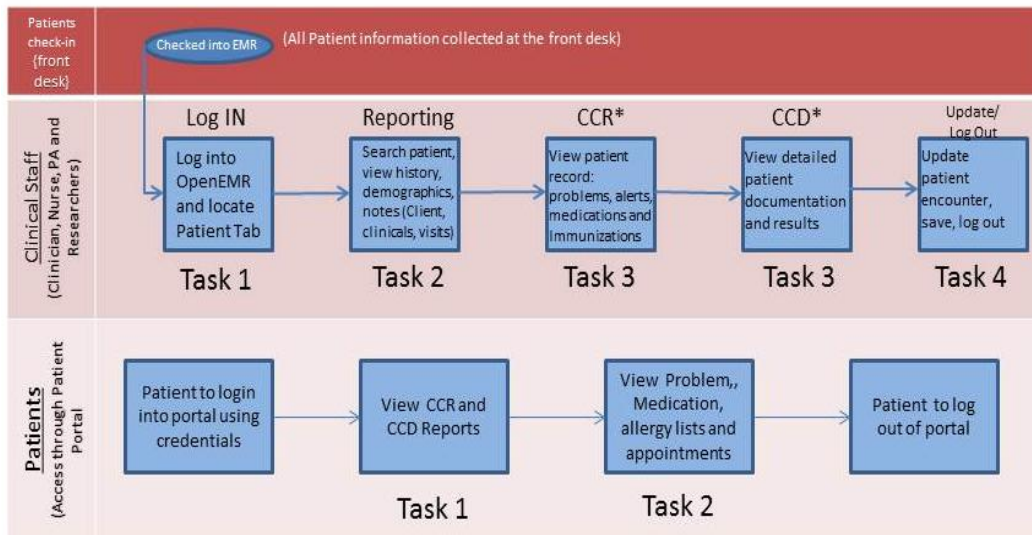 Patients
check-in
{front
desk}
Checked into EMR
(All Patient information collected at the front desk)
Clinical Staff
(Clinician, Nurse, PA and
Researchers)
Log IN
Log into
OpenEMR
and locate
Patient Tab
Task 1
Reporting
Search patient,
view history,
demographics,
notes (Client,
clinicals, visits)
Task 2
CCR*
View patient
record:
problems, alerts,
medications and
Immunizations
Task 3
CCD*
View detailed
patient
documentation
and results
Task 3
Update/
Log Out
Update
patient
encounter,
save, log out
Task 4
Patients
(Access through Patient
Portal
Patient to login
into portal using
credentials
View CCR and
CCD Reports
Task 1
View Problem,,
Medication,
allergy lists and
appointments
Task 2
Patient to log
out of portal